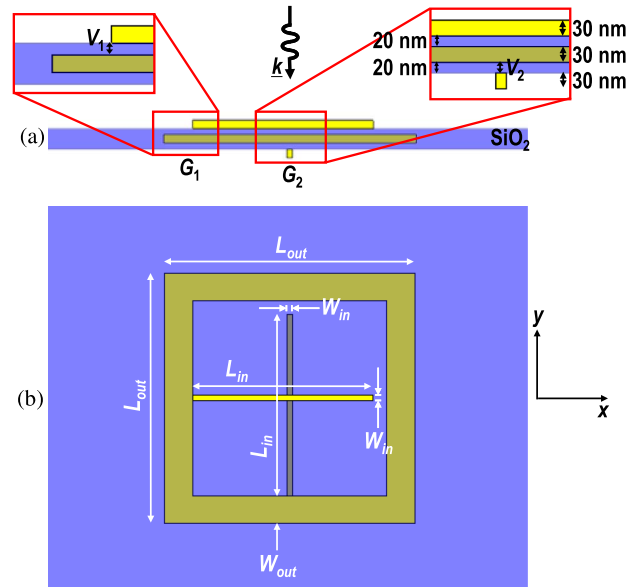 V1
k
20 nm
20 nm
V2
30 nm
30 nm
30 nm
(a)
SiO2
G1
G2
Lout
Win
y
Lin
Lout
(b)
x
Win
Lin
Wout